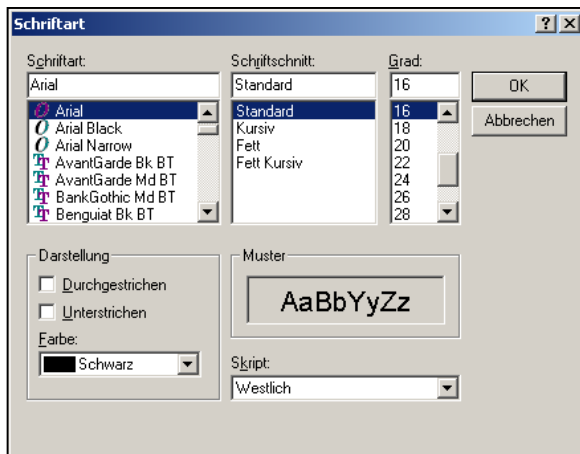 Schriftart
Schriftart:
Arial
Arial
Arial Black
Arial Narrow
AvantGarde Bk BT
AvantGarde Md BT
BankGothic Md BT
Benguiat Bk BT
Schriftschnitt:
Standard
Standard
Kursiv
Fett
Fett Kursiv
Grad:
16
16
18
20
22
24
26
28
OK
Abbrechen
Darstellung
Durchgestrichen
Unterstrichen
Farbe:
Schwarz
Muster
AaBbYyZz
Skript:
Westlich